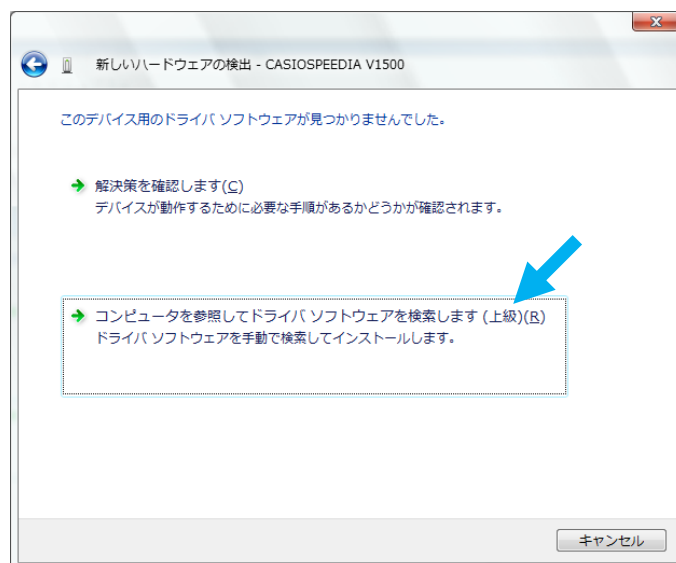 新しいハードウェアの検出 - CASIOSPEEDIA V1500
このデバイス用のドライバ ソフトウェアが見つかりませんでした。
解決策を確認します(C)
デバイスが動作するために必要な手順があるかどうかが確認されます。
コンピュータを参照してドライバ ソフトウェアを検索します (上級)(R)
ドライバ ソフトウェアを手動で検索してインストールします。
キャンセル